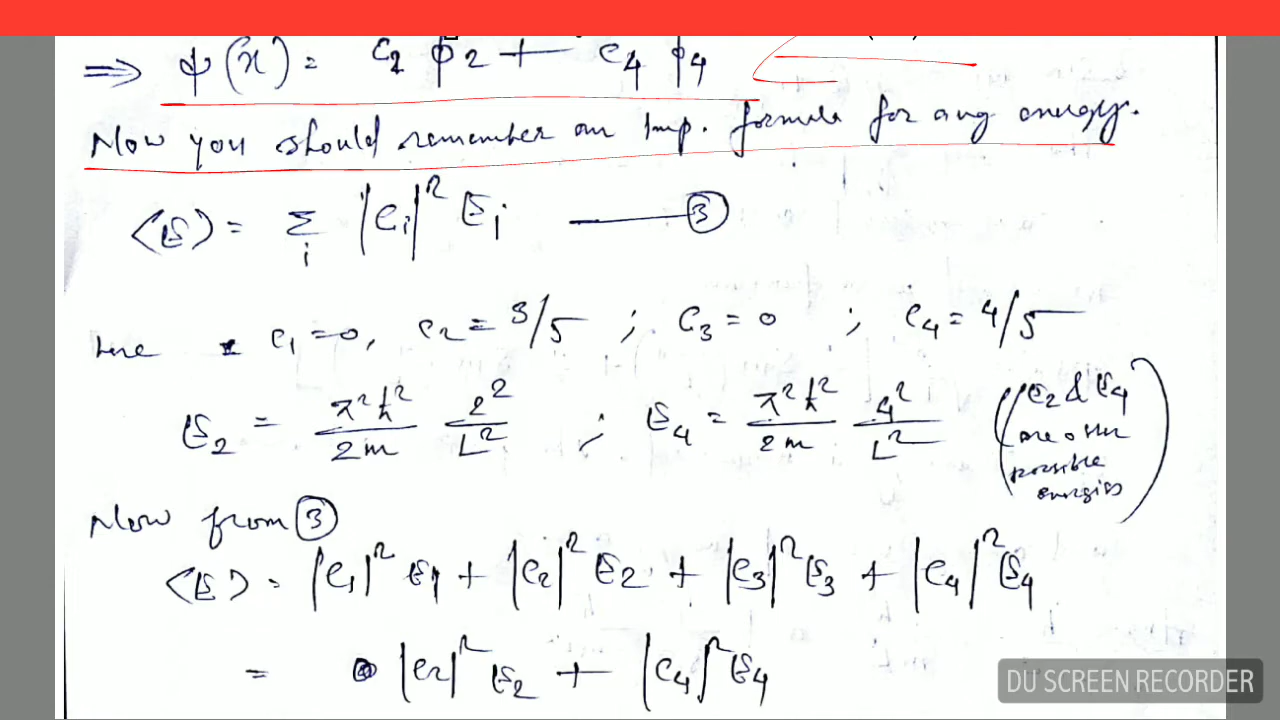 ⇒ ψ(x) = c2 ϕ2 + c4 ϕ4
Now you should remember an Imp. formula for avg energy.
⟨E⟩ = Σi |ci|² Ei ——— ③
here c1 = 0, c2 = 3/5 ; c3 = 0 ; c4 = 4/5
E2 = π²ħ²/2m 2²/L² ; E4 = π²ħ²/2m 4²/L² (E2 & E4
are
possible
energies)
Now from ③
⟨E⟩ = |c1|² E1 + |c2|² E2 + |c3|² E3 + |c4|² E4
= |c2|² E2 + |c4|² E4
DU SCREEN RECORDER